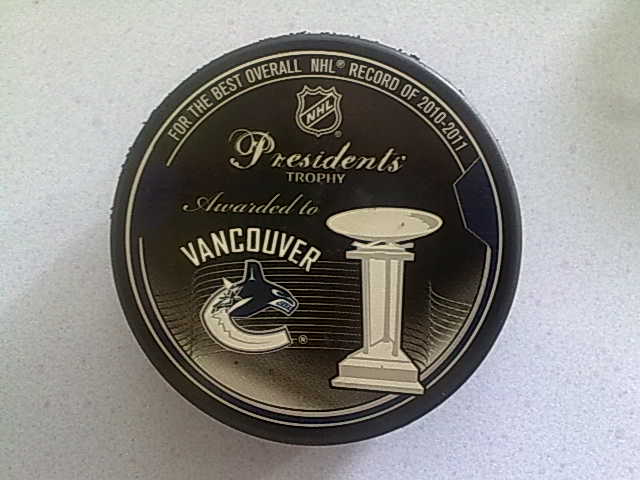 FOR THE BEST OVERALL NHL® RECORD OF 2010-2011
NHL®
Presidents'
TROPHY
Awarded to
VANCOUVER
®